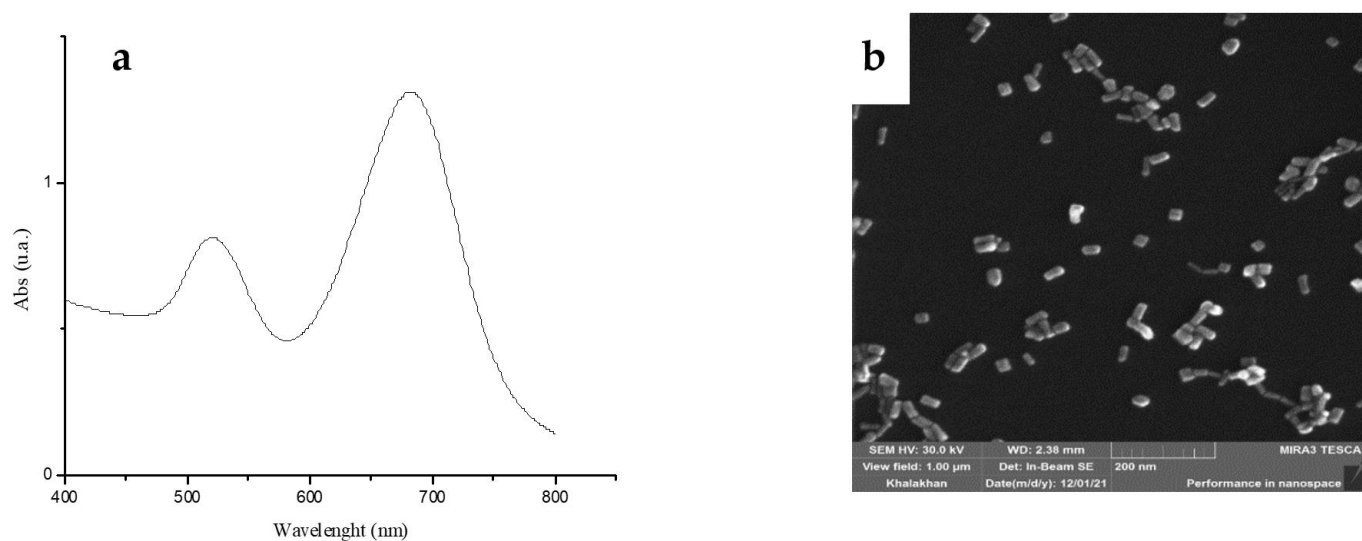 a
1
0
Abs (u.a.)
400 500 600 700 800
Wavelenght (nm)
b
SEM HV: 30.0 kV WD: 2.38 mm MIRA3 TESCA
View field: 1.00 μm Det: In-Beam SE 200 nm
Khalakhan Date(m/d/y): 12/01/21 Performance in nanospace